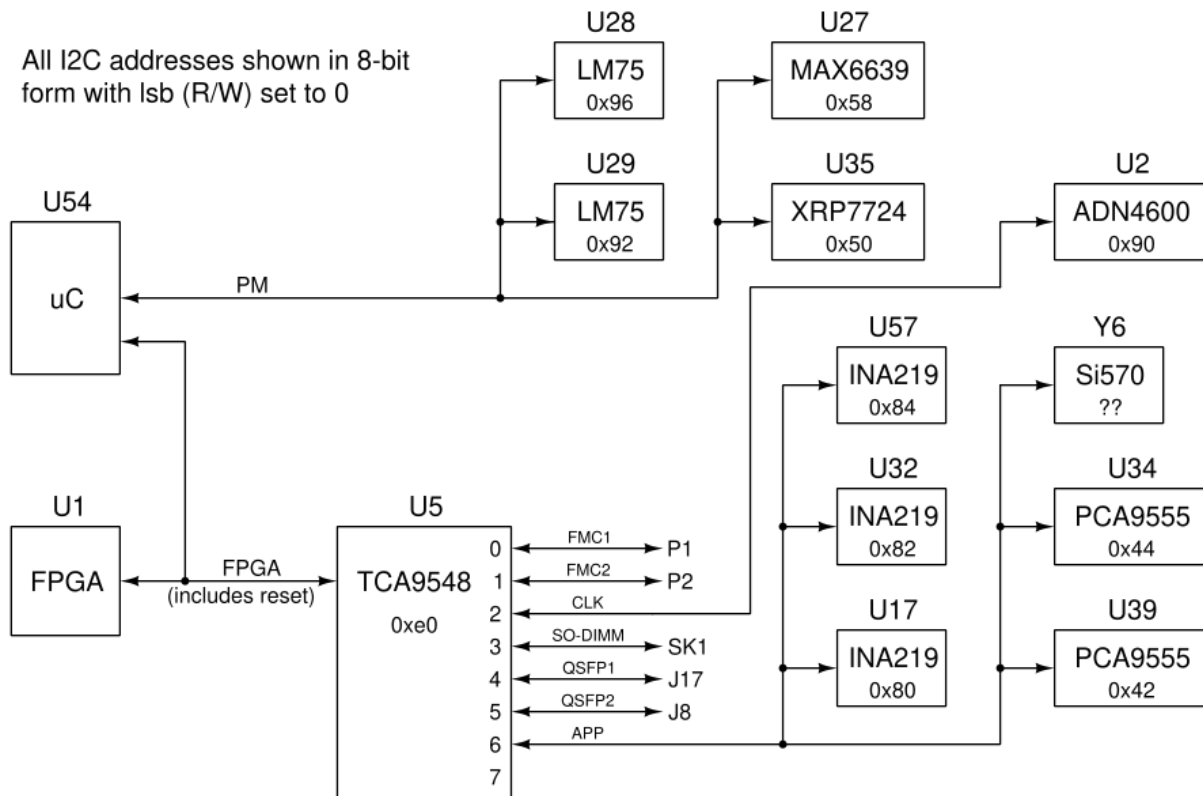 All I2C addresses shown in 8-bit
form with lsb (R/W) set to 0
U28
LM75
0x96
U27
MAX6639
0x58
U29
LM75
0x92
U35
XRP7724
0x50
U2
ADN4600
0x90
U54
uC
PM
U57
INA219
0x84
Y6
Si570
??
U32
INA219
0x82
U34
PCA9555
0x44
U17
INA219
0x80
U39
PCA9555
0x42
U1
FPGA
FPGA
(includes reset)
U5
TCA9548
0xe0
0 FMC1 P1
1 FMC2 P2
2 CLK
3 SO-DIMM SK1
4 QSFP1 J17
5 QSFP2 J8
6 APP
7